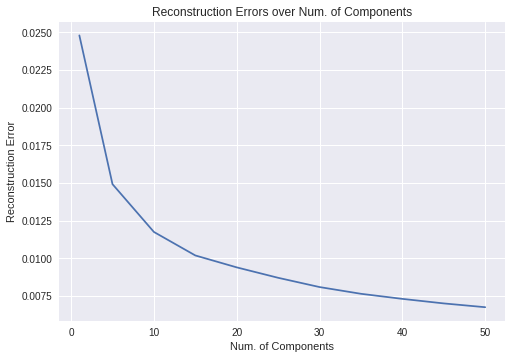 Reconstruction Errors over Num. of Components
0.0250
0.0225
0.0200
0.0175
0.0150
0.0125
0.0100
0.0075
Reconstruction Error
0 10 20 30 40 50
Num. of Components